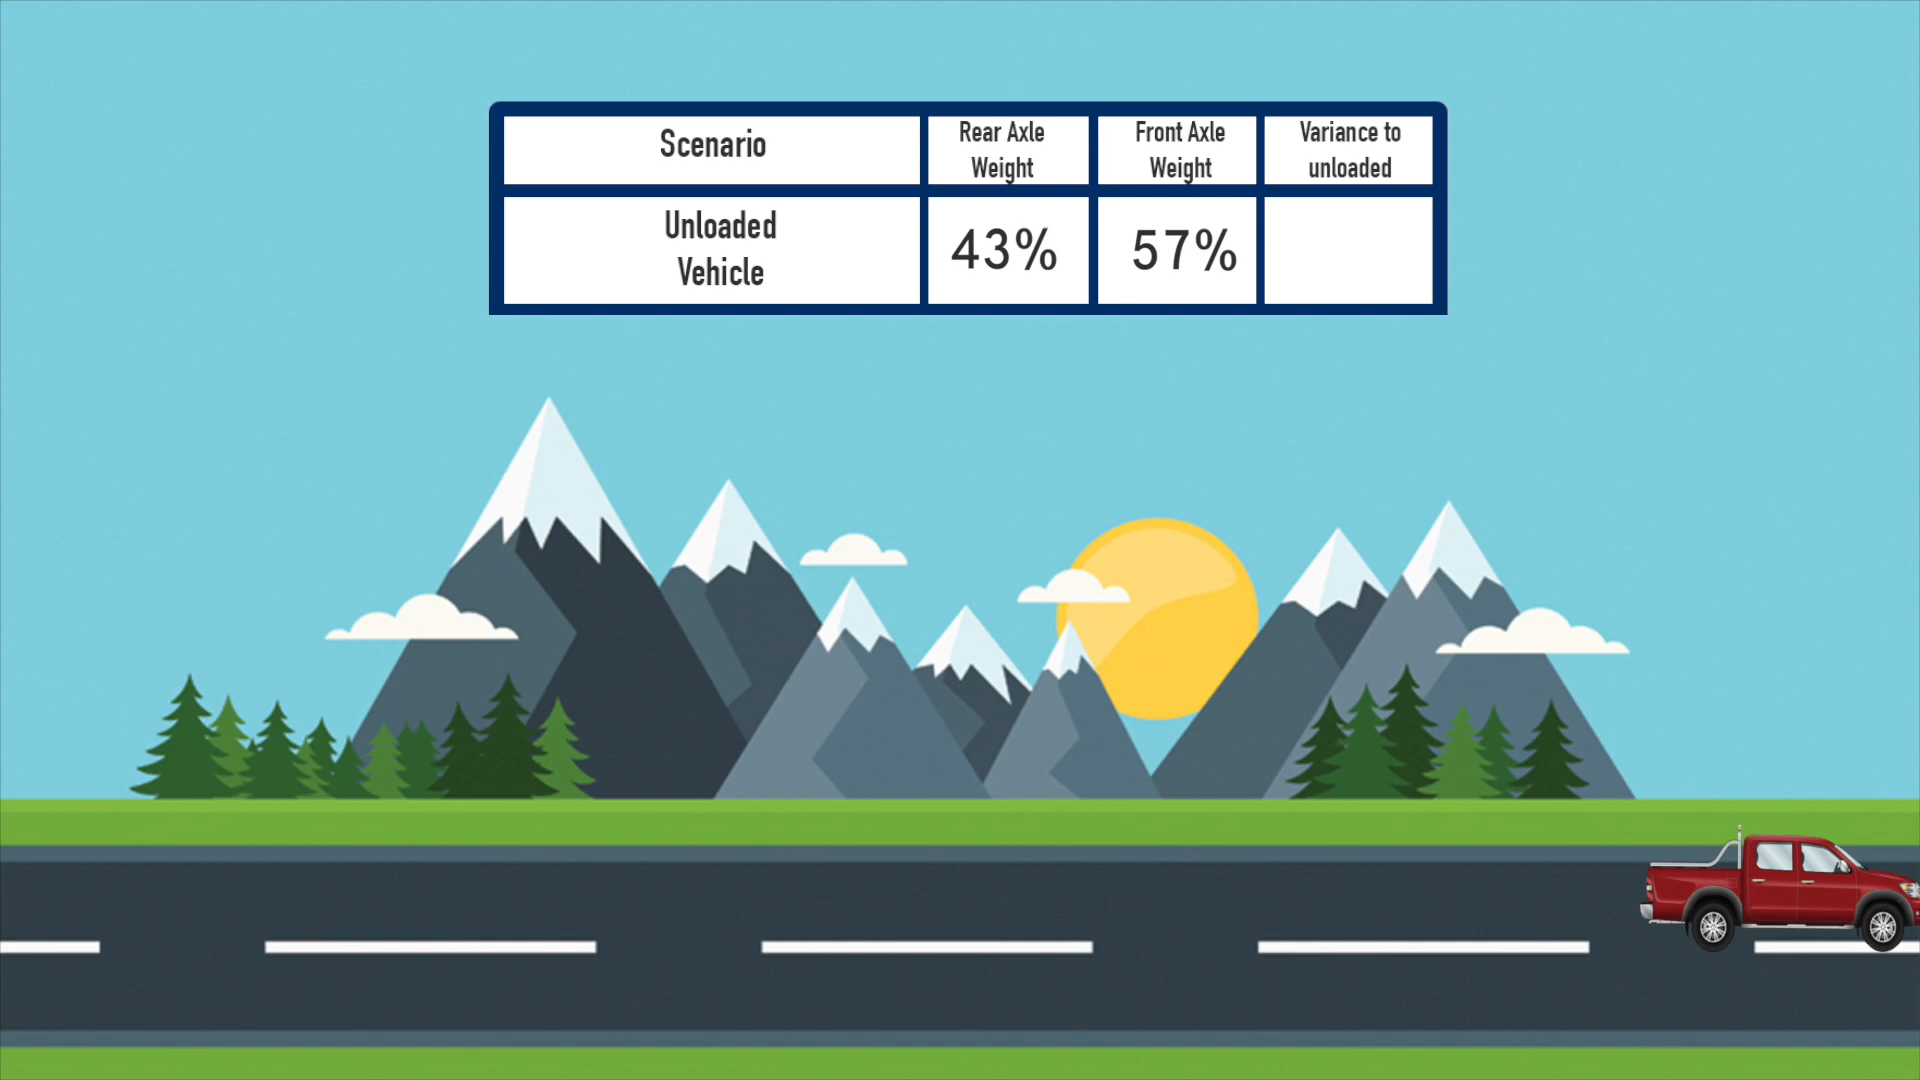 Scenario
Rear Axle
Weight
Front Axle
Weight
Variance to
unloaded
Unloaded
Vehicle
43%
57%